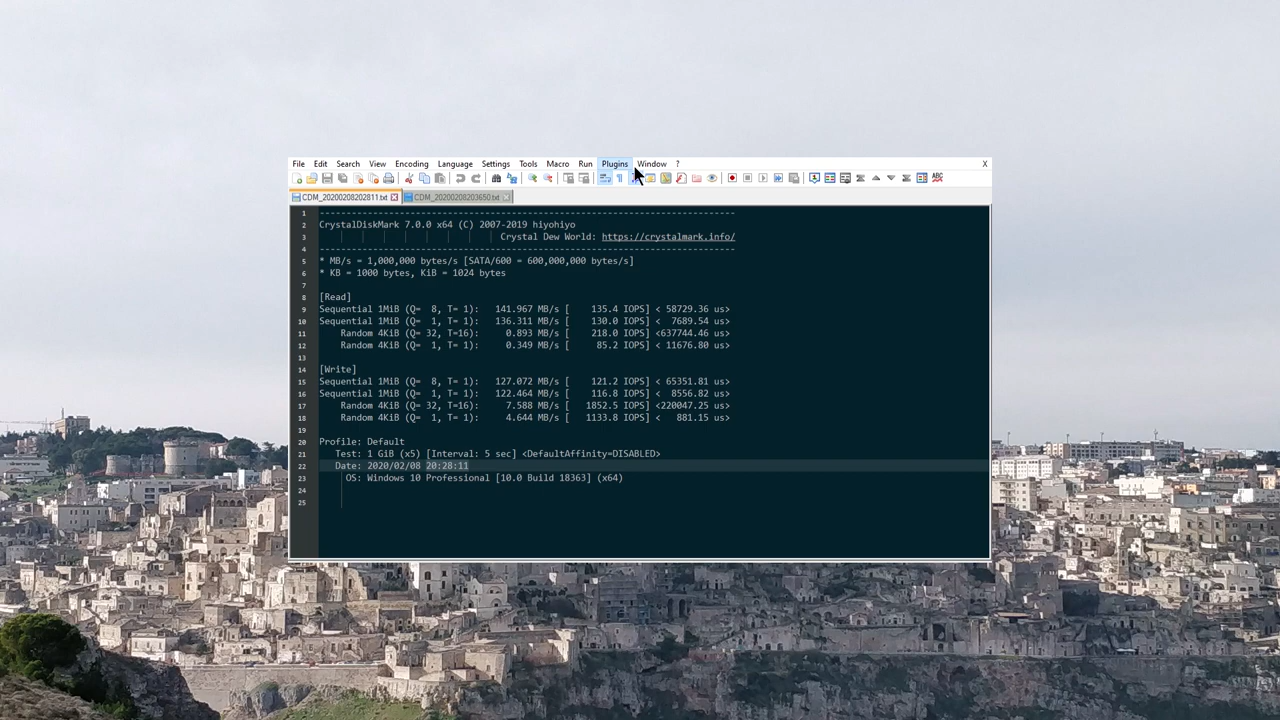 File Edit Search View Encoding Language Settings Tools Macro Run Plugins Window ? X
CDM_20200208202811.txt CDM_20200208203650.txt
1 ------------------------------------------------------------------------------
2 CrystalDiskMark 7.0.0 x64 (C) 2007-2019 hiyohiyo
3 Crystal Dew World: https://crystalmark.info/
4 ------------------------------------------------------------------------------
5 * MB/s = 1,000,000 bytes/s [SATA/600 = 600,000,000 bytes/s]
6 * KB = 1000 bytes, KiB = 1024 bytes
7
8 [Read]
9 Sequential 1MiB (Q= 8, T= 1): 141.967 MB/s [ 135.4 IOPS] < 58729.36 us>
10 Sequential 1MiB (Q= 1, T= 1): 136.311 MB/s [ 130.0 IOPS] < 7689.54 us>
11 Random 4KiB (Q= 32, T=16): 0.893 MB/s [ 218.0 IOPS] <637744.46 us>
12 Random 4KiB (Q= 1, T= 1): 0.349 MB/s [ 85.2 IOPS] < 11676.80 us>
13
14 [Write]
15 Sequential 1MiB (Q= 8, T= 1): 127.072 MB/s [ 121.2 IOPS] < 65351.81 us>
16 Sequential 1MiB (Q= 1, T= 1): 122.464 MB/s [ 116.8 IOPS] < 8556.82 us>
17 Random 4KiB (Q= 32, T=16): 7.588 MB/s [ 1852.5 IOPS] <220047.25 us>
18 Random 4KiB (Q= 1, T= 1): 4.644 MB/s [ 1133.8 IOPS] < 881.15 us>
19
20 Profile: Default
21 Test: 1 GiB (x5) [Interval: 5 sec] <DefaultAffinity=DISABLED>
22 Date: 2020/02/08 20:28:11
23 OS: Windows 10 Professional [10.0 Build 18363] (x64)
24
25